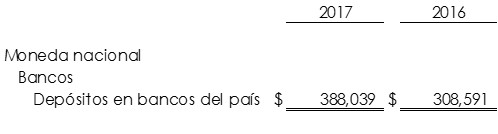 2017 2016
Moneda nacional
Bancos
Depósitos en bancos del país $ 388,039 $ 308,591